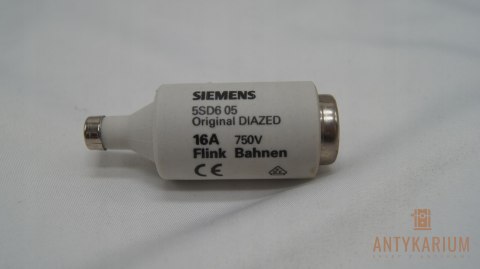 SIEMENS
5SD6 05
Original DIAZED
16A 750V
Flink Bahnen
CE
ANTYKARIUM